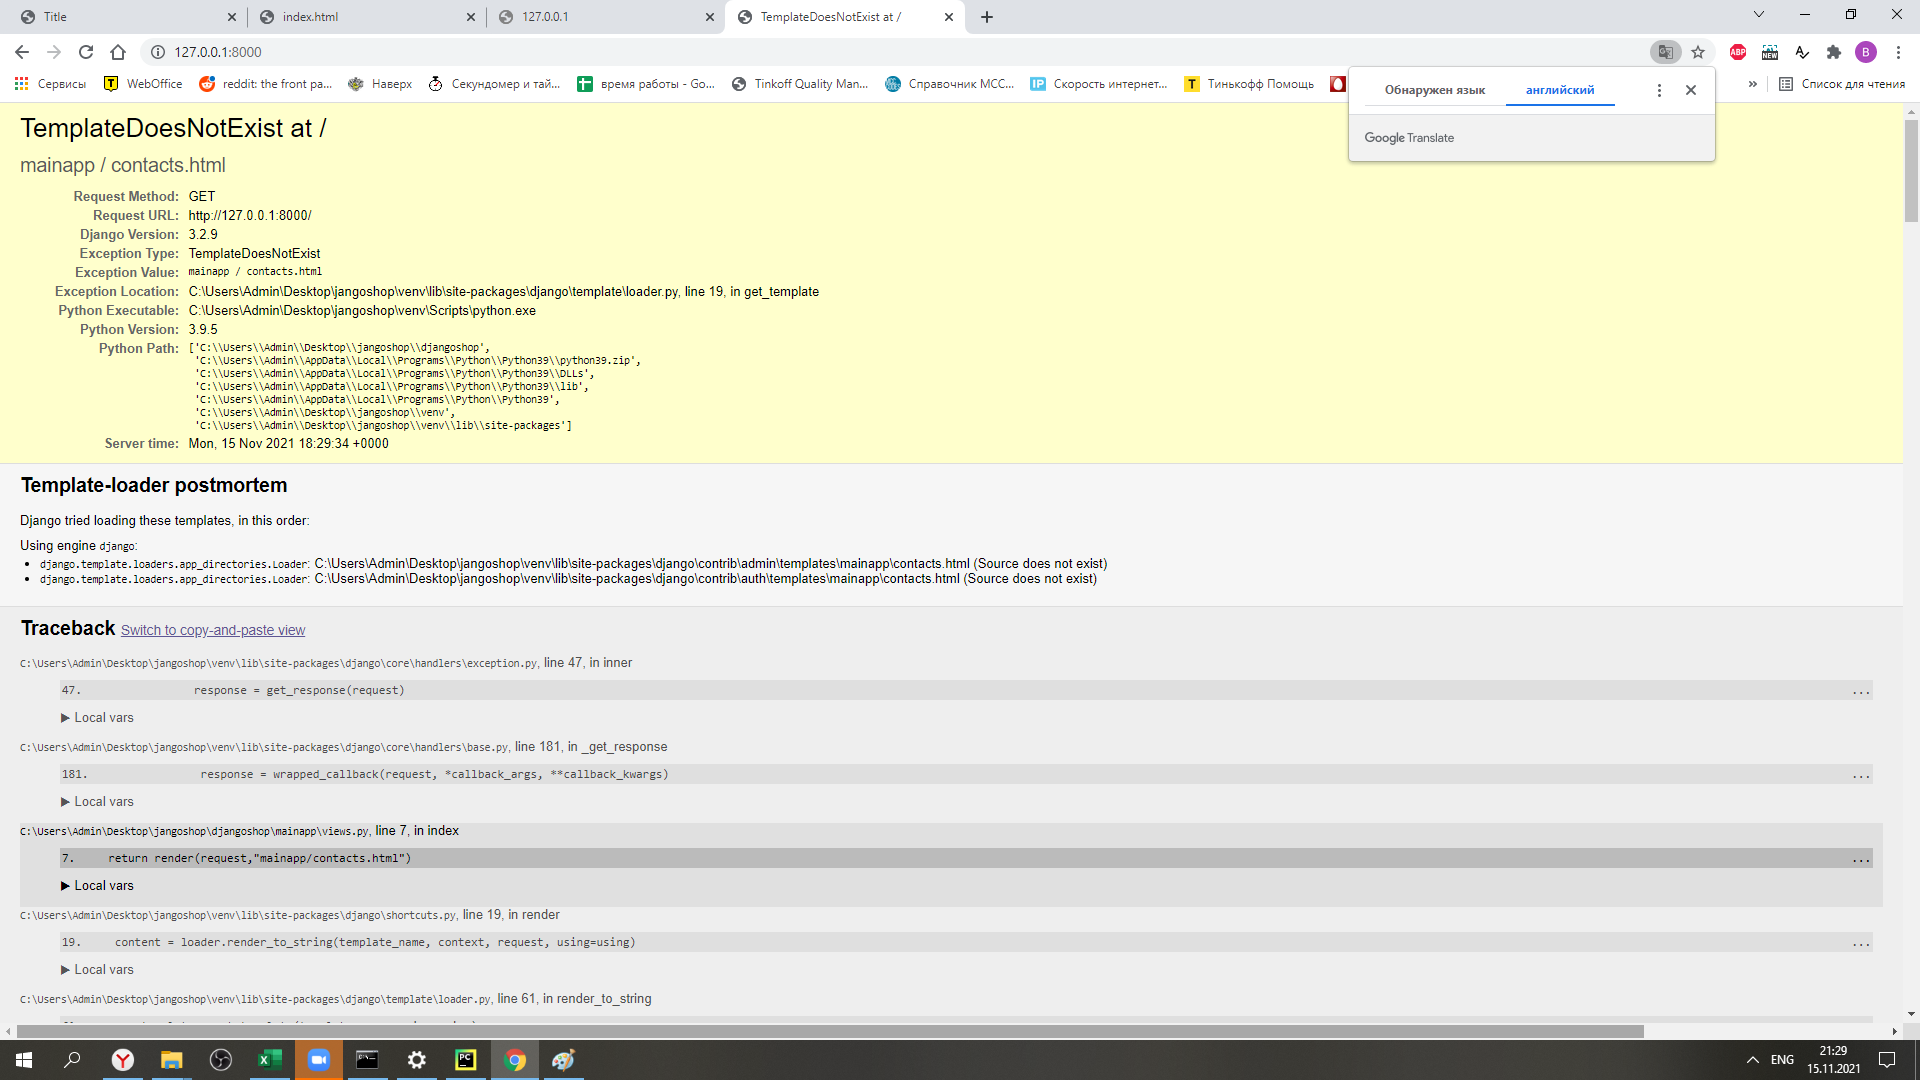 Title
index.html
127.0.0.1
TemplateDoesNotExist at /
127.0.0.1:8000
ABP
NEW
B
Сервисы
WebOffice
reddit: the front pa...
Наверх
Секундомер и тай...
время работы - Go...
Tinkoff Quality Man...
Справочник МСС...
IP Скорость интернет...
Тинькофф Помощь
»
Список для чтения
Обнаружен язык
английский
Google Translate
TemplateDoesNotExist at /
mainapp / contacts.html
Request Method: GET
Request URL: http://127.0.0.1:8000/
Django Version: 3.2.9
Exception Type: TemplateDoesNotExist
Exception Value: mainapp / contacts.html
Exception Location: C:\Users\Admin\Desktop\jangoshop\venv\lib\site-packages\django\template\loader.py, line 19, in get_template
Python Executable: C:\Users\Admin\Desktop\jangoshop\venv\Scripts\python.exe
Python Version: 3.9.5
Python Path: ['C:\\Users\\Admin\\Desktop\\jangoshop\\djangoshop',
'C:\\Users\\Admin\\AppData\\Local\\Programs\\Python\\Python39\\python39.zip',
'C:\\Users\\Admin\\AppData\\Local\\Programs\\Python\\Python39\\DLLs',
'C:\\Users\\Admin\\AppData\\Local\\Programs\\Python\\Python39\\lib',
'C:\\Users\\Admin\\AppData\\Local\\Programs\\Python\\Python39',
'C:\\Users\\Admin\\Desktop\\jangoshop\\venv',
'C:\\Users\\Admin\\Desktop\\jangoshop\\venv\\lib\\site-packages']
Server time: Mon, 15 Nov 2021 18:29:34 +0000
Template-loader postmortem
Django tried loading these templates, in this order:
Using engine django:
• django.template.loaders.app_directories.Loader: C:\Users\Admin\Desktop\jangoshop\venv\lib\site-packages\django\contrib\admin\templates\mainapp\contacts.html (Source does not exist)
• django.template.loaders.app_directories.Loader: C:\Users\Admin\Desktop\jangoshop\venv\lib\site-packages\django\contrib\auth\templates\mainapp\contacts.html (Source does not exist)
Traceback Switch to copy-and-paste view
C:\Users\Admin\Desktop\jangoshop\venv\lib\site-packages\django\core\handlers\exception.py, line 47, in inner
47. response = get_response(request) ...
▶ Local vars
C:\Users\Admin\Desktop\jangoshop\venv\lib\site-packages\django\core\handlers\base.py, line 181, in _get_response
181. response = wrapped_callback(request, *callback_args, **callback_kwargs) ...
▶ Local vars
C:\Users\Admin\Desktop\jangoshop\djangoshop\mainapp\views.py, line 7, in index
7. return render(request,"mainapp/contacts.html") ...
▶ Local vars
C:\Users\Admin\Desktop\jangoshop\venv\lib\site-packages\django\shortcuts.py, line 19, in render
19. content = loader.render_to_string(template_name, context, request, using=using) ...
▶ Local vars
C:\Users\Admin\Desktop\jangoshop\venv\lib\site-packages\django\template\loader.py, line 61, in render_to_string
ENG
21:29
15.11.2021